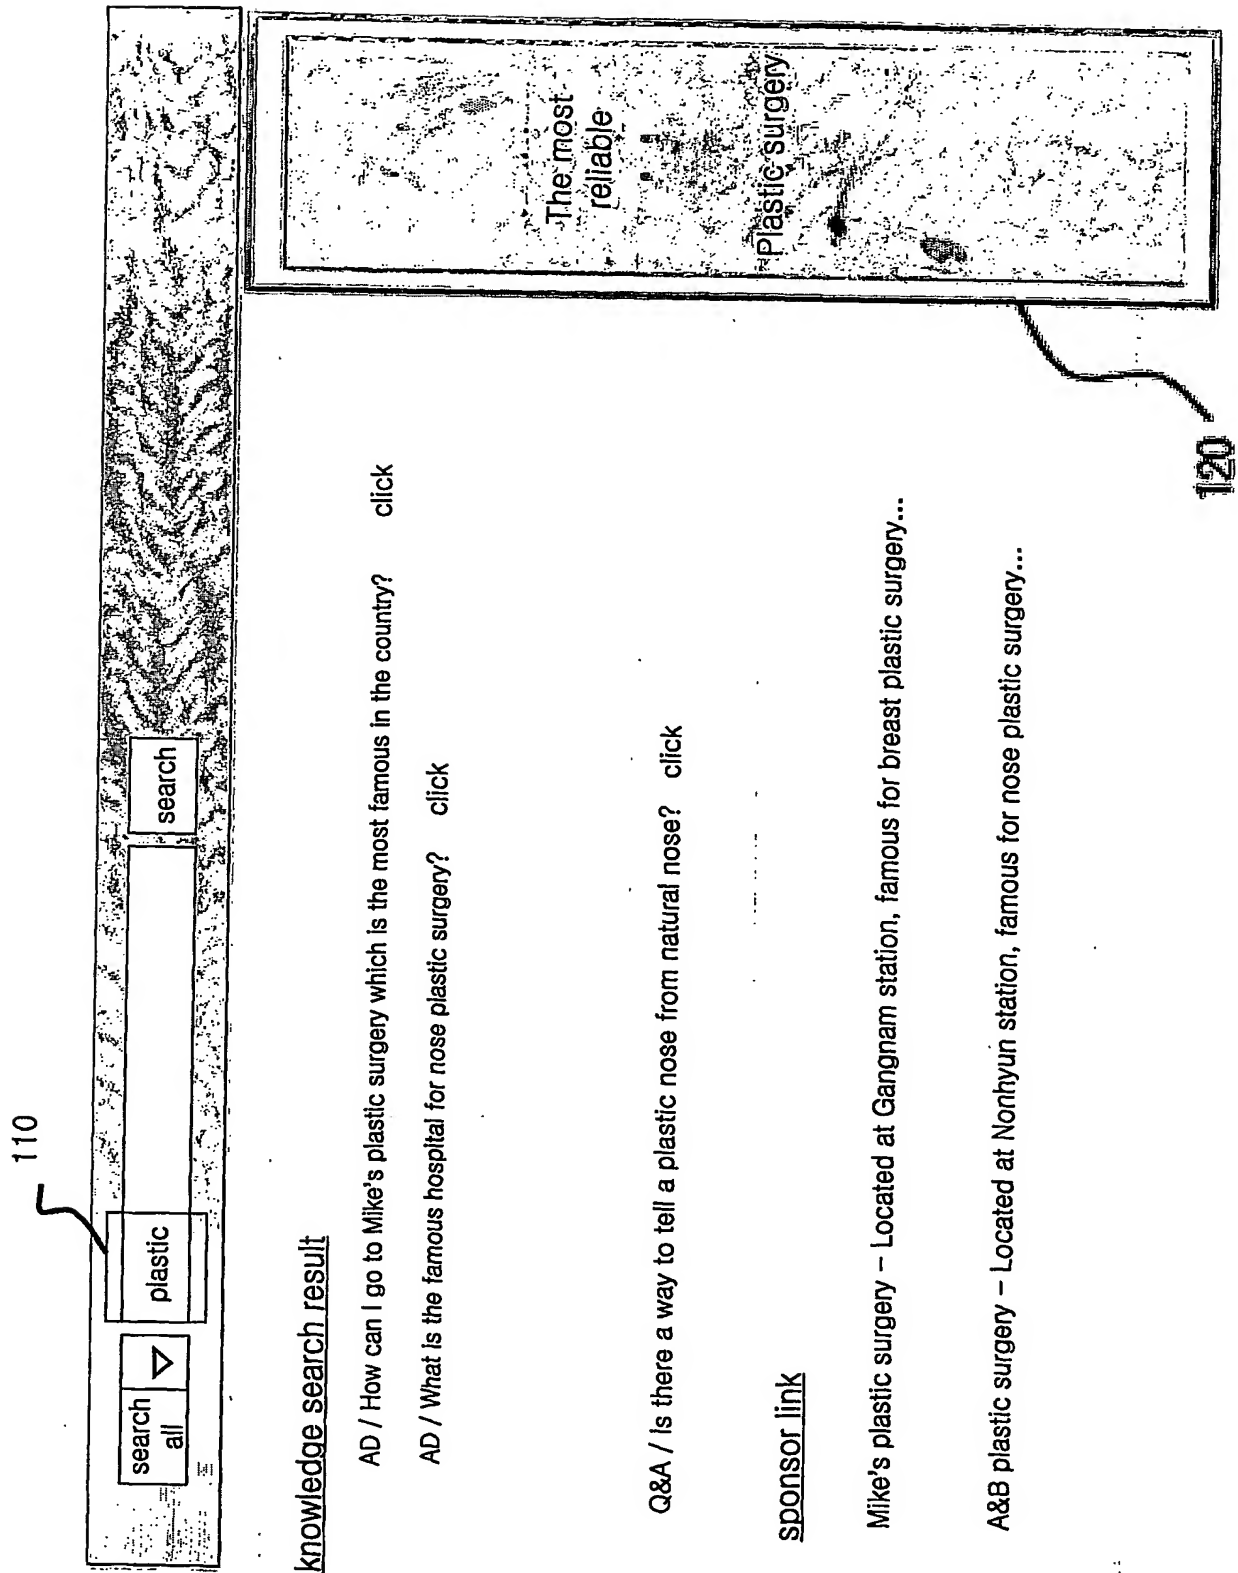 110
search
all
plastic
search
The most
reliable
Plastic surgery
120
knowledge search result
AD / How can I go to Mike's plastic surgery which is the most famous in the country? click
AD / What is the famous hospital for nose plastic surgery? click
Q&A / Is there a way to tell a plastic nose from natural nose? click
sponsor link
Mike's plastic surgery – Located at Gangnam station, famous for breast plastic surgery...
A&B plastic surgery – Located at Nonhyun station, famous for nose plastic surgery...